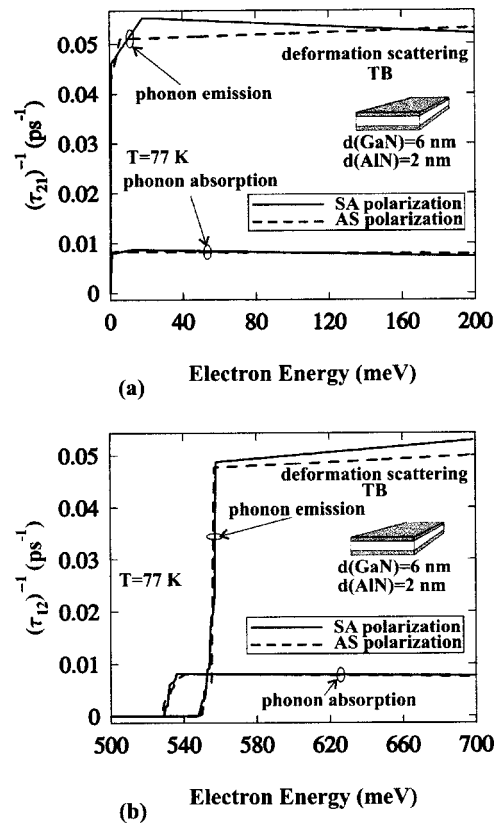 0.05
0.04
0.03
0.02
0.01
0
(τ21)⁻¹ (ps⁻¹)
deformation scattering
TB
phonon emission
T=77 K
phonon absorption
d(GaN)=6 nm
d(AlN)=2 nm
SA polarization
AS polarization
0 40 80 120 160 200
Electron Energy (meV)
(a)
0.05
0.04
0.03
0.02
0.01
0
(τ12)⁻¹ (ps⁻¹)
deformation scattering
TB
phonon emission
T=77 K
d(GaN)=6 nm
d(AlN)=2 nm
SA polarization
AS polarization
phonon absorption
500 540 580 620 660 700
Electron Energy (meV)
(b)